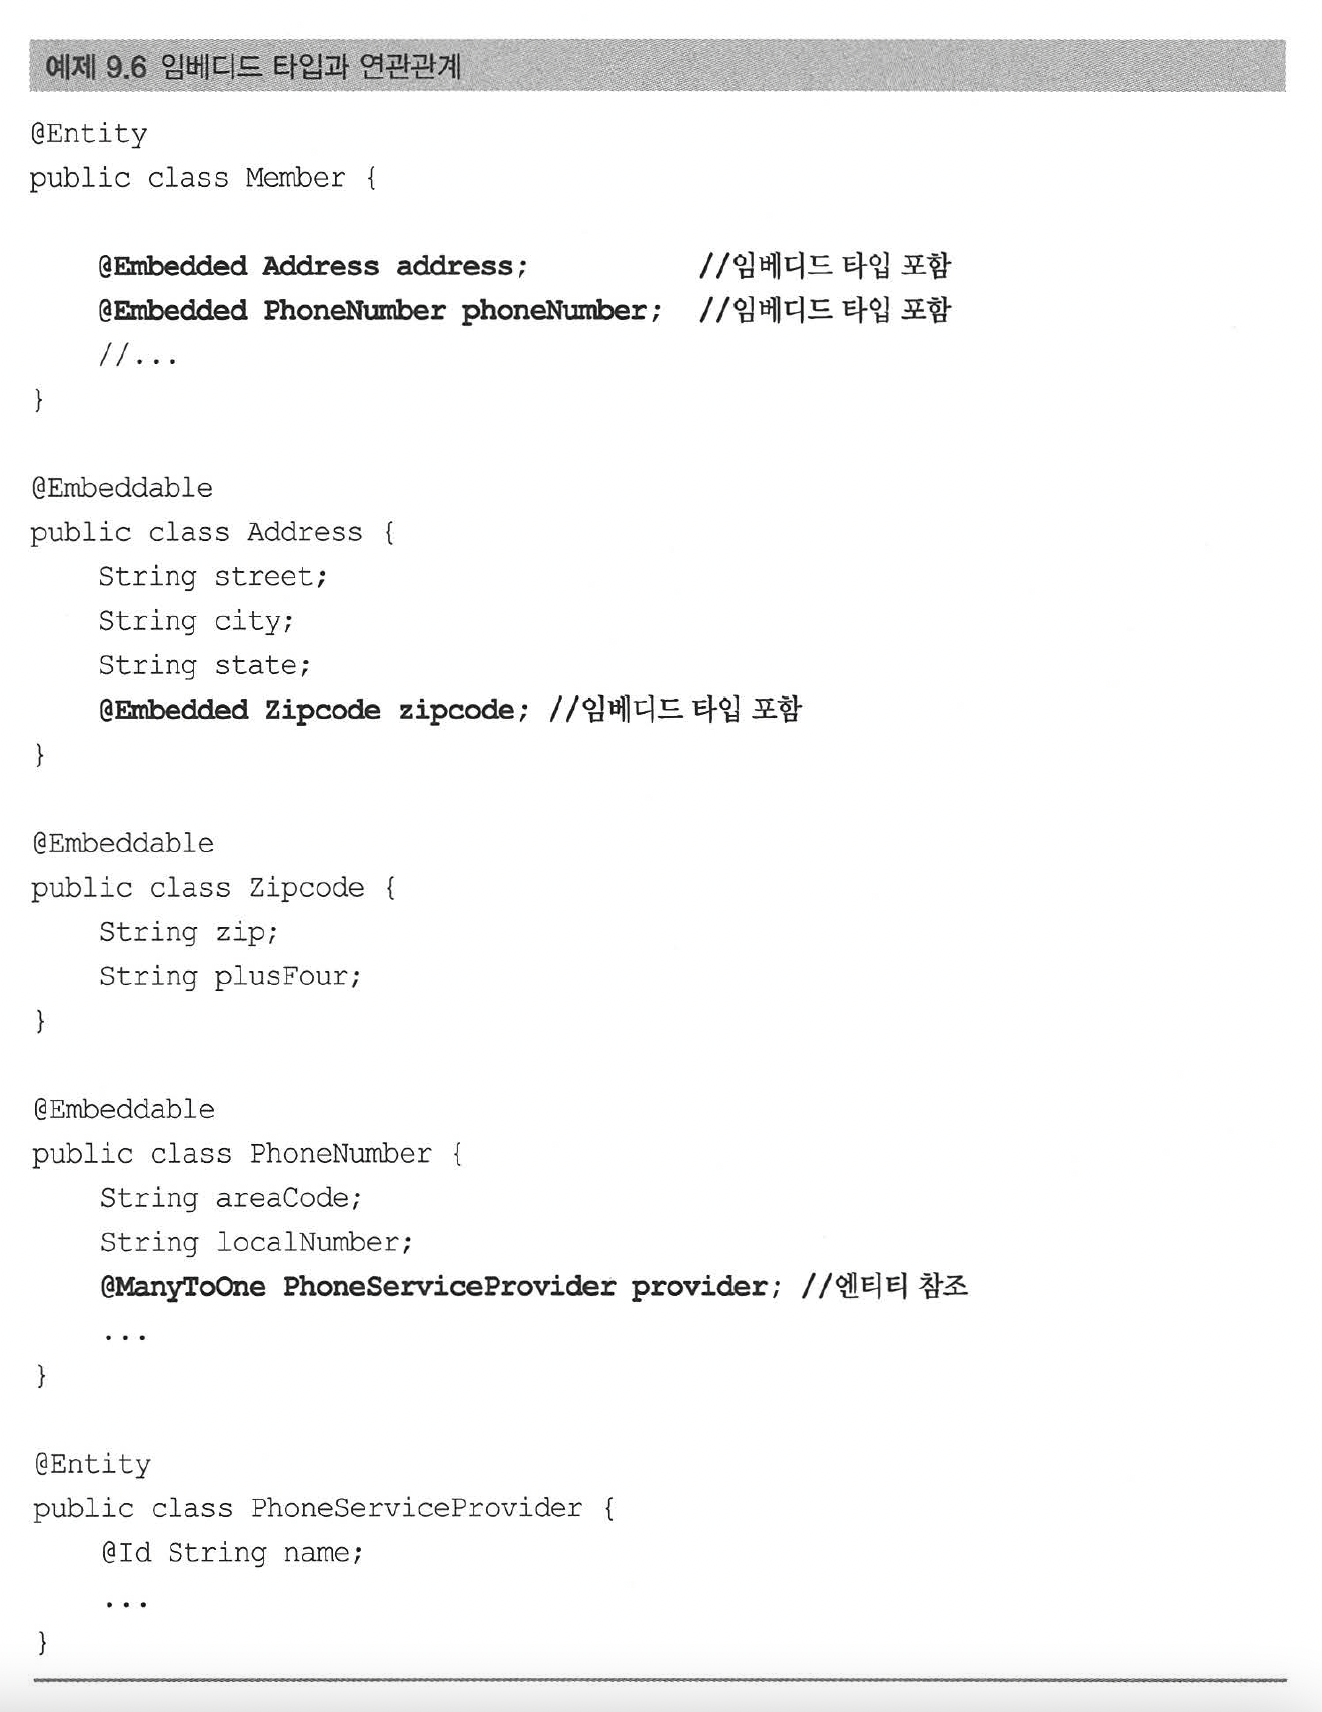 예제 9.6 임베디드 타입과 연관관계
@Entity
public class Member {
@Embedded Address address; //임베디드 타입 포함
@Embedded PhoneNumber phoneNumber; //임베디드 타입 포함
//...
}
@Embeddable
public class Address {
String street;
String city;
String state;
@Embedded Zipcode zipcode; //임베디드 타입 포함
}
@Embeddable
public class Zipcode {
String zip;
String plusFour;
}
@Embeddable
public class PhoneNumber {
String areaCode;
String localNumber;
@ManyToOne PhoneServiceProvider provider; //엔티티 참조
...
}
@Entity
public class PhoneServiceProvider {
@Id String name;
...
}